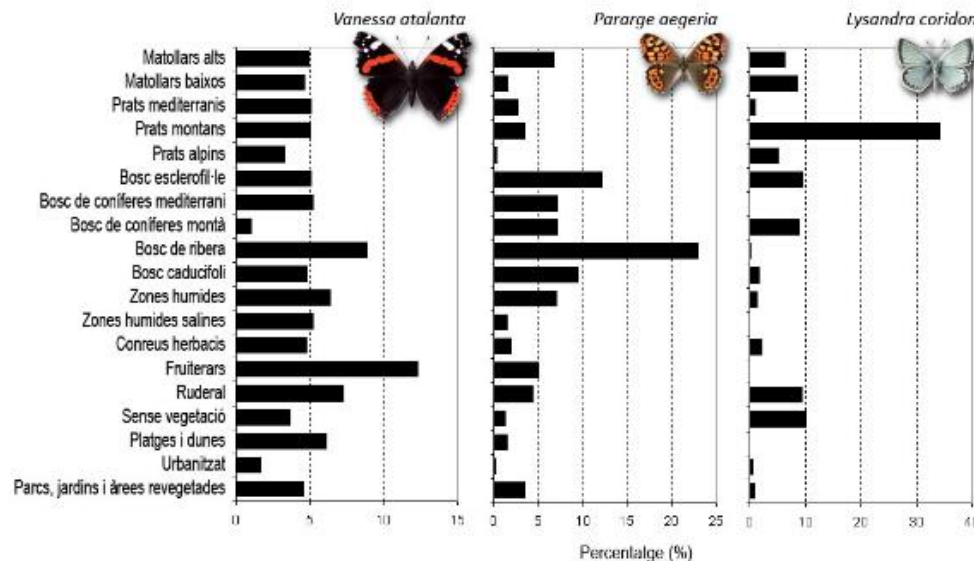 Vanessa atalanta Pararge aegeria Lysandra coridon
Matollars alts
Matollars baixos
Prats mediterranis
Prats montans
Prats alpins
Bosc esclerofil·le
Bosc de coníferes mediterrani
Bosc de coníferes montà
Bosc de ribera
Bosc caducifoli
Zones humides
Zones humides salines
Conreus herbacis
Fruiterars
Ruderal
Sense vegetació
Platges i dunes
Urbanitzat
Parcs, jardins i àrees revegetades
0 5 10 15 0 5 10 15 20 25 0 10 20 30 40
Percentatge (%)